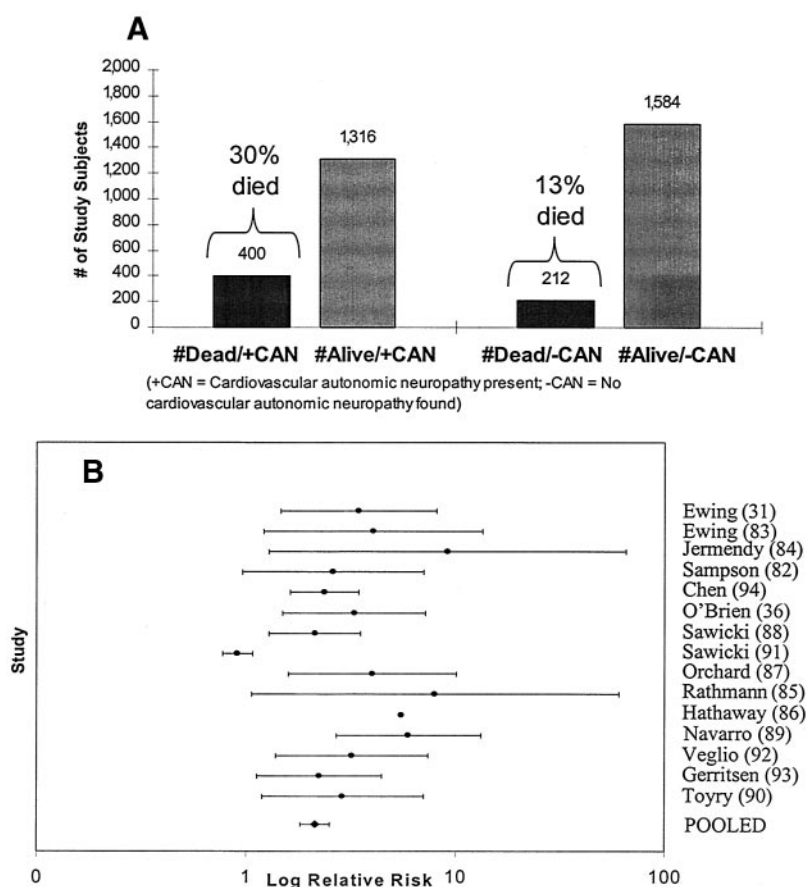 A
# of Study Subjects
2,000
1,800
1,600
1,400
1,200
1,000
800
600
400
200
0
30%
died
400
1,316
13%
died
212
1,584
#Dead/+CAN #Alive/+CAN #Dead/-CAN #Alive/-CAN
(+CAN = Cardiovascular autonomic neuropathy present; -CAN = No
cardiovascular autonomic neuropathy found)
B
Study
Ewing (31)
Ewing (83)
Jermendy (84)
Sampson (82)
Chen (94)
O'Brien (36)
Sawicki (88)
Sawicki (91)
Orchard (87)
Rathmann (85)
Hathaway (86)
Navarro (89)
Veglio (92)
Gerritsen (93)
Toyry (90)
POOLED
0 1 10 100
Log Relative Risk